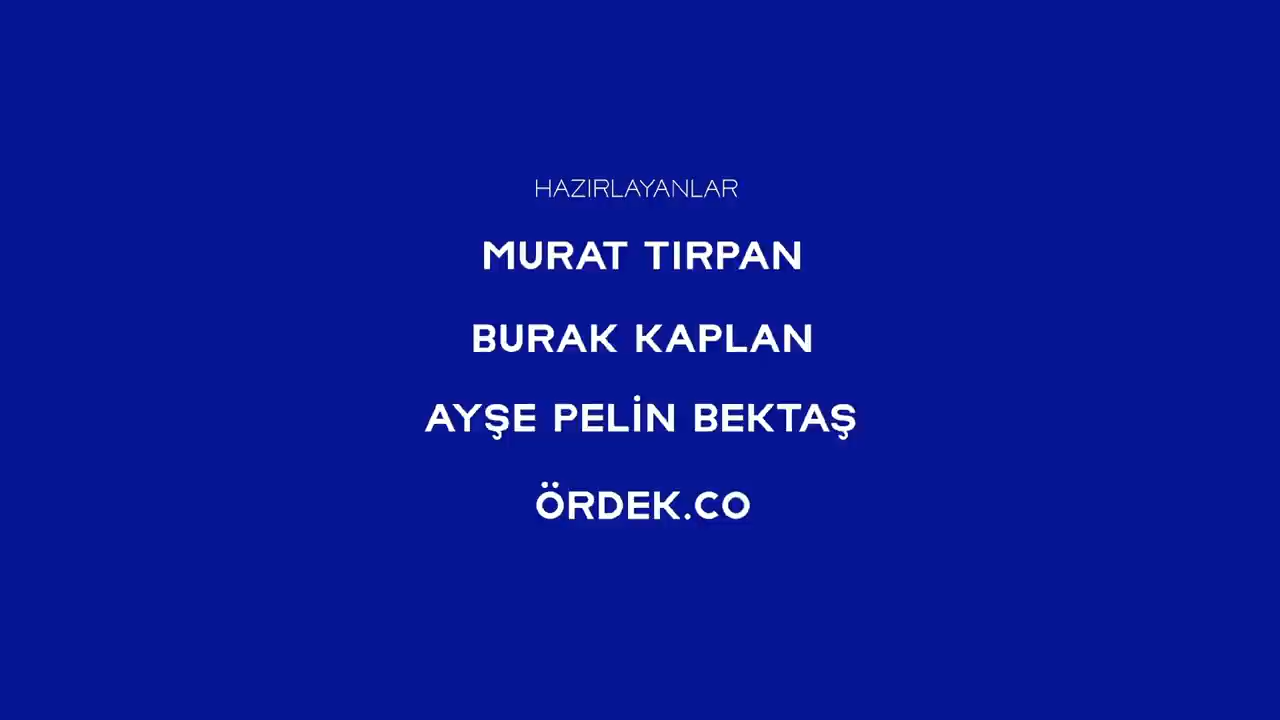 HAZIRLAYANLAR
MURAT TIRPAN
BURAK KAPLAN
AYŞE PELİN BEKTAŞ
ÖRDEK.CO